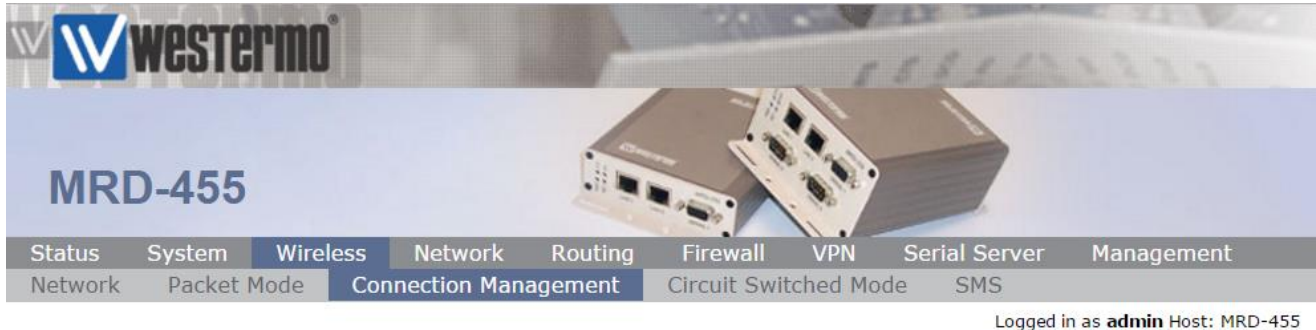 westermo
MRD-455
Status System Wireless Network Routing Firewall VPN Serial Server Management
Network Packet Mode Connection Management Circuit Switched Mode SMS
Logged in as admin Host: MRD-455